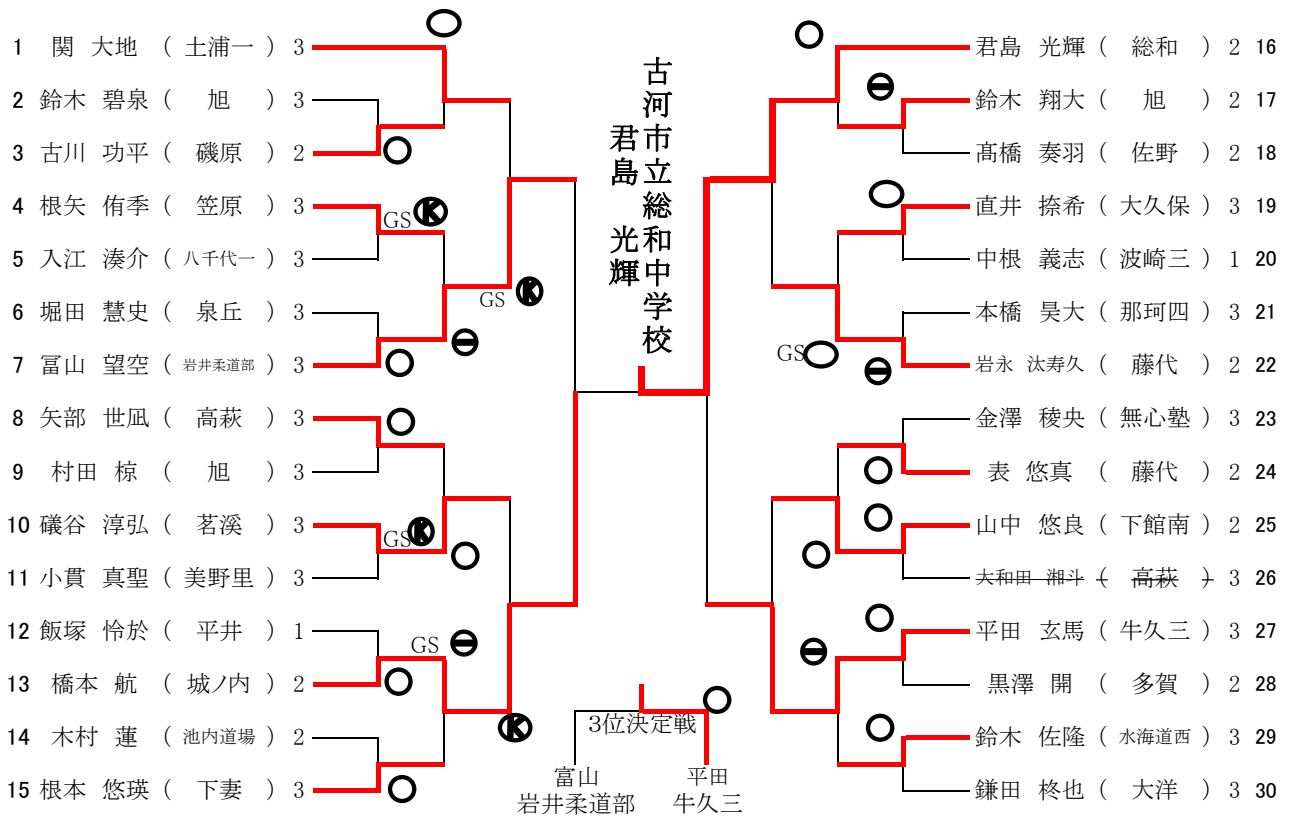 1 関 大地 ( 土浦一 ) 3
2 鈴木 碧泉 ( 旭 ) 3
3 古川 功平 ( 磯原 ) 2
4 根矢 侑季 ( 笠原 ) 3
GS K
5 入江 湊介 ( 八千代一 ) 3
6 堀田 慧史 ( 泉丘 ) 3
GS K
7 冨山 望空 ( 岩井柔道部 ) 3
8 矢部 世凪 ( 高萩 ) 3
9 村田 椋 ( 旭 ) 3
10 礒谷 淳弘 ( 茗溪 ) 3
GS K
11 小貫 真聖 ( 美野里 ) 3
12 飯塚 怜於 ( 平井 ) 1
GS
13 橋本 航 ( 城ノ内 ) 2
14 木村 蓮 ( 池内道場 ) 2
K
15 根本 悠瑛 ( 下妻 ) 3
古河市立総和中学校
君島 光輝
君島 光輝 ( 総和 ) 2 16
鈴木 翔大 ( 旭 ) 2 17
髙橋 奏羽 ( 佐野 ) 2 18
直井 捺希 ( 大久保 ) 3 19
中根 義志 ( 波崎三 ) 1 20
本橋 昊大 ( 那珂四 ) 3 21
GS
岩永 汰寿久 ( 藤代 ) 2 22
金澤 稜央 ( 無心塾 ) 3 23
表 悠真 ( 藤代 ) 2 24
山中 悠良 ( 下館南 ) 2 25
大和田 湘斗 ( 高萩 ) 3 26
平田 玄馬 ( 牛久三 ) 3 27
黒澤 開 ( 多賀 ) 2 28
鈴木 佐隆 ( 水海道西 ) 3 29
鎌田 柊也 ( 大洋 ) 3 30
3位決定戦
富山 平田
岩井柔道部 牛久三